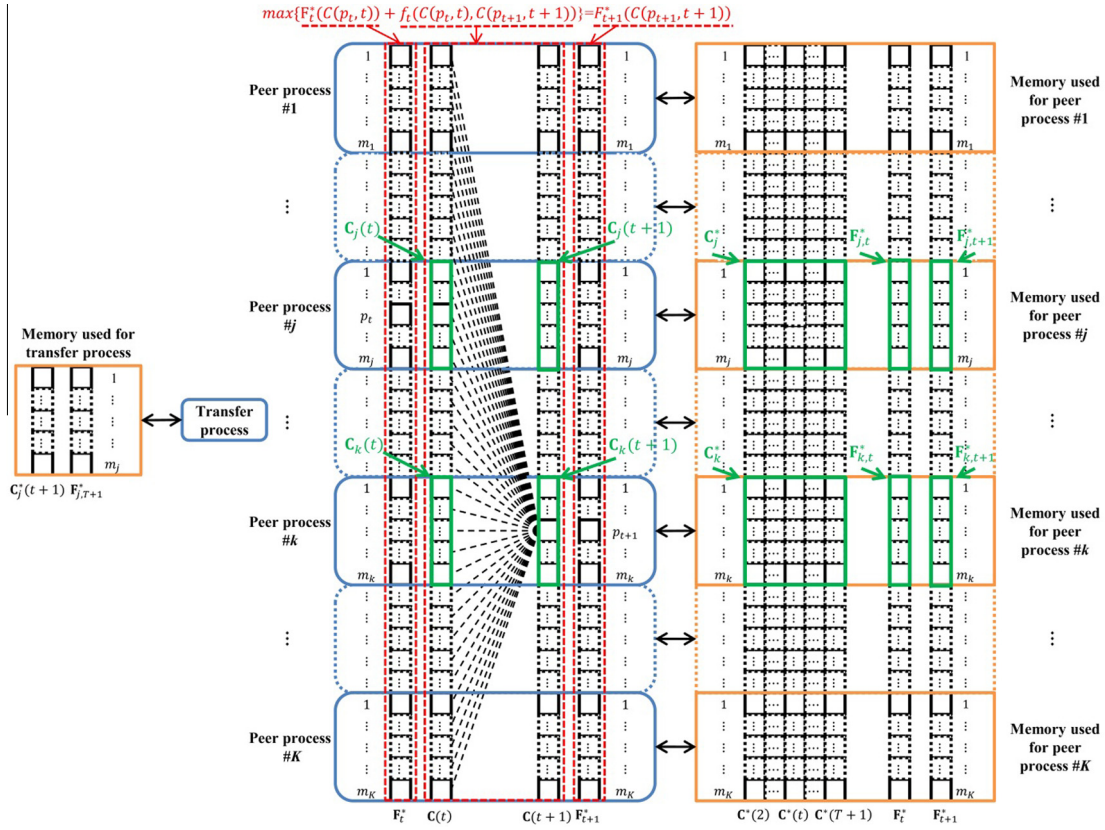 max{F*_t(C(p_t, t)) + f_t(C(p_t, t), C(p_{t+1}, t + 1))}=F*_{t+1}(C(p_{t+1}, t + 1))
Peer process
#1
1
⋮
⋮
m_1
1
⋮
⋮
m_1
1
⋮
⋮
m_1
Memory used
for peer
process #1
⋮
⋮
C_j(t)
C_j(t + 1)
C*_j
F*_{j,t}
F*_{j,t+1}
Peer process
#j
1
p_t
⋮
m_j
1
⋮
⋮
m_j
1
⋮
⋮
m_j
Memory used
for peer
process #j
Memory used for
transfer process
1
⋮
⋮
m_j
C*_j(t + 1) F*_{j,T+1}
Transfer
process
⋮
⋮
C_k(t)
C_k(t + 1)
C*_k
F*_{k,t}
F*_{k,t+1}
Peer process
#k
1
⋮
⋮
m_k
1
p_{t+1}
⋮
m_k
1
⋮
⋮
m_k
Memory used
for peer
process #k
⋮
⋮
Peer process
#K
1
⋮
⋮
m_K
1
⋮
⋮
m_K
1
⋮
⋮
m_K
Memory used
for peer
process #K
F*_t C(t) C(t + 1) F*_{t+1} C*(2) C*(t) C*(T + 1) F*_t F*_{t+1}